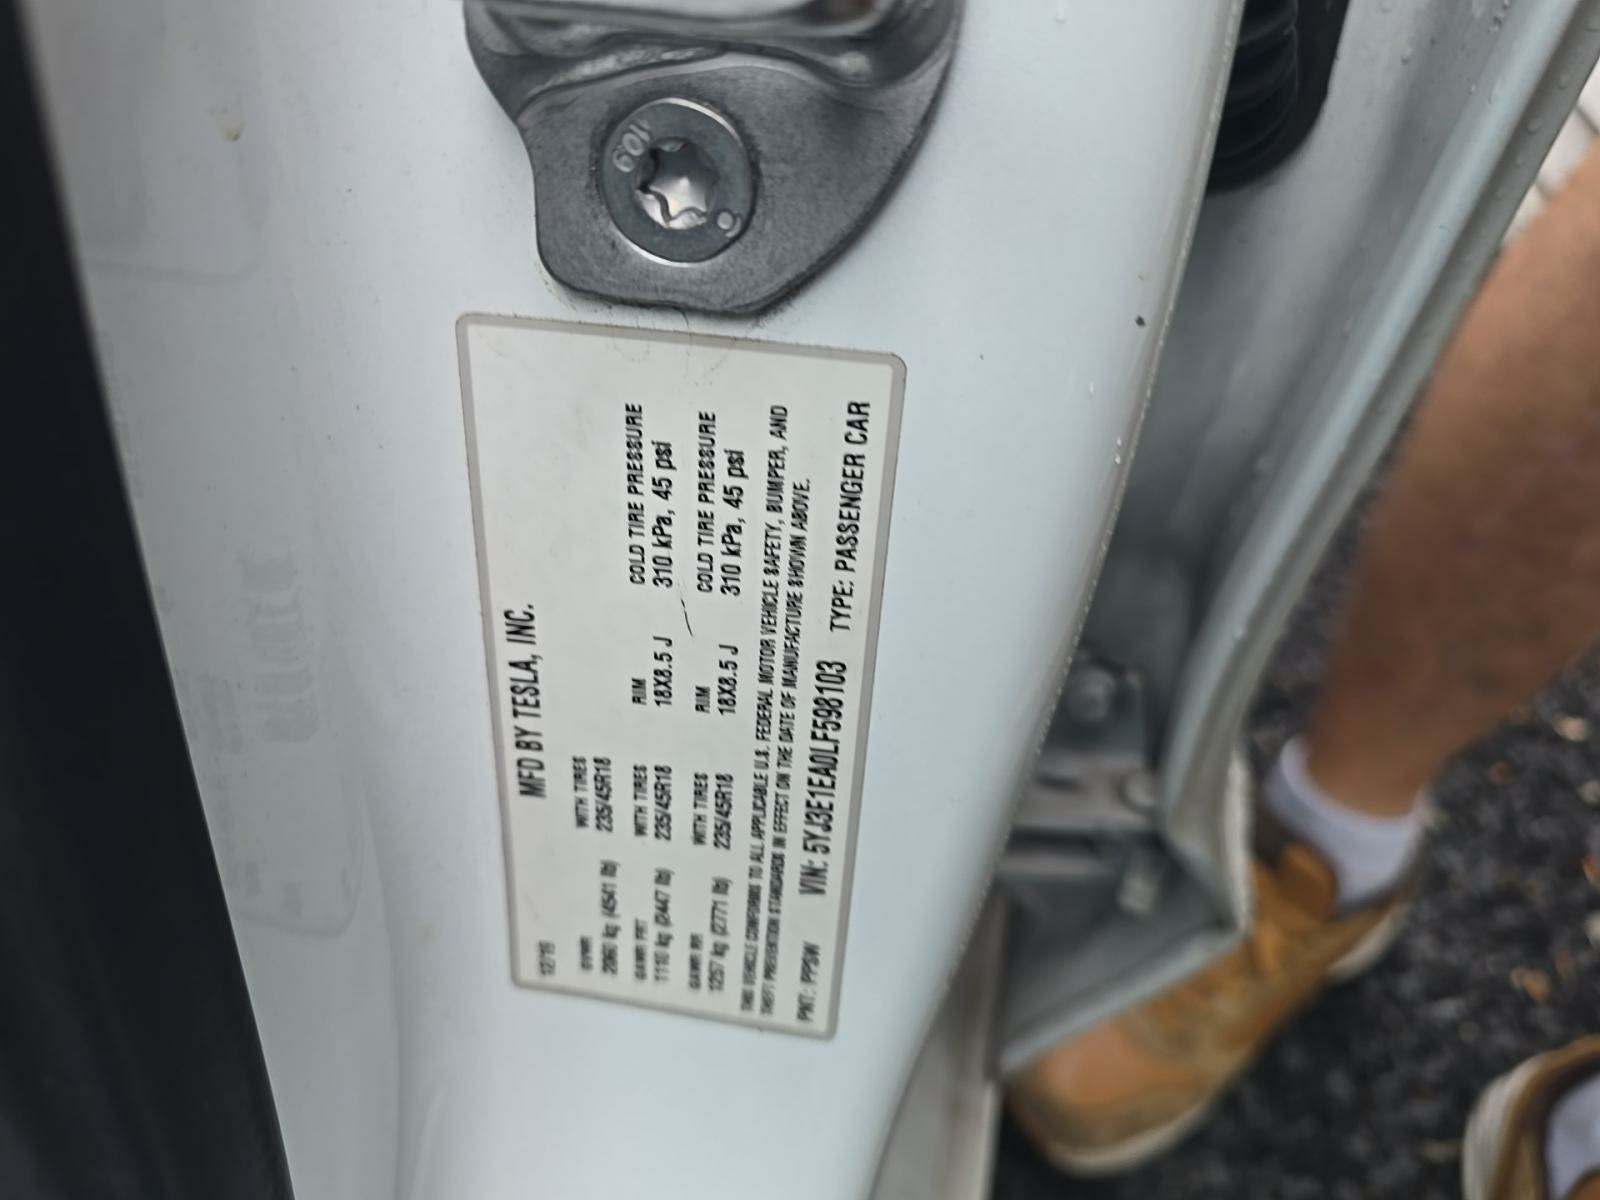 MFD BY TESLA, INC.
12/19
GVWR WITH TIRES
2060 kg (4541 lb) 235/45R18
GAWR FRT WITH TIRES RIM COLD TIRE PRESSURE
1110 kg (2447 lb) 235/45R18 18X8.5 J 310 kPa, 45 psi
GAWR RR WITH TIRES RIM COLD TIRE PRESSURE
1257 kg (2771 lb) 235/45R18 18X8.5 J 310 kPa, 45 psi
THIS VEHICLE CONFORMS TO ALL APPLICABLE U.S. FEDERAL MOTOR VEHICLE SAFETY, BUMPER, AND
THEFT PREVENTION STANDARDS IN EFFECT ON THE DATE OF MANUFACTURE SHOWN ABOVE.
PNT: PPSW VIN: 5YJ3E1EA0LF598103 TYPE: PASSENGER CAR